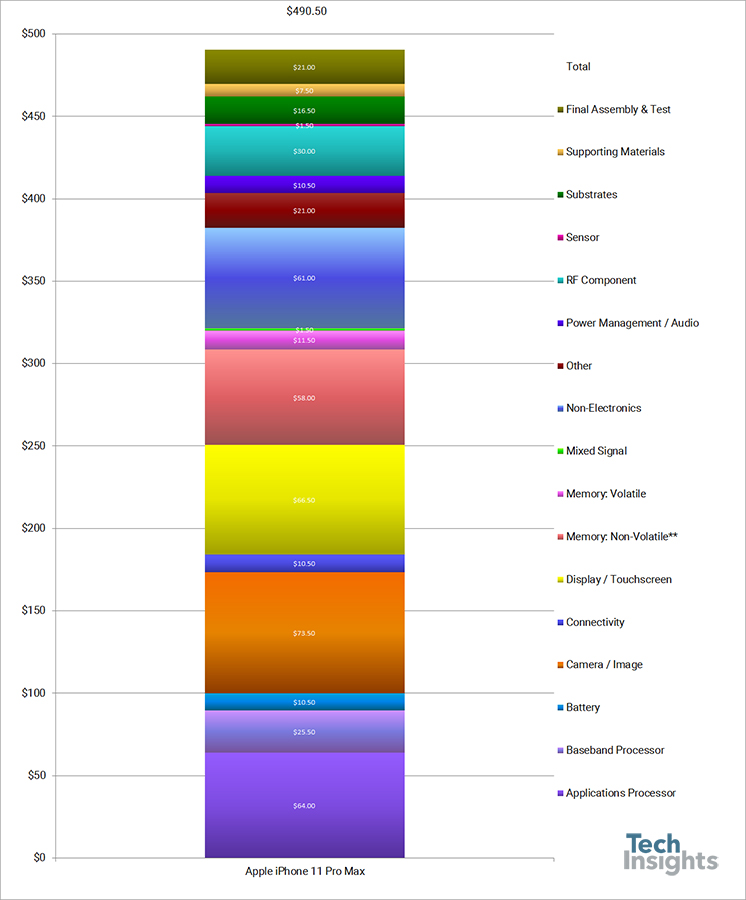 $490.50
$500
$450
$400
$350
$300
$250
$200
$150
$100
$50
$0
$21.00
$7.50
$16.50
$1.50
$30.00
$10.50
$21.00
$61.00
$1.50
$11.50
$58.00
$66.50
$10.50
$73.50
$10.50
$25.50
$64.00
Apple iPhone 11 Pro Max
Total
Final Assembly & Test
Supporting Materials
Substrates
Sensor
RF Component
Power Management / Audio
Other
Non-Electronics
Mixed Signal
Memory: Volatile
Memory: Non-Volatile**
Display / Touchscreen
Connectivity
Camera / Image
Battery
Baseband Processor
Applications Processor
Tech
Insights